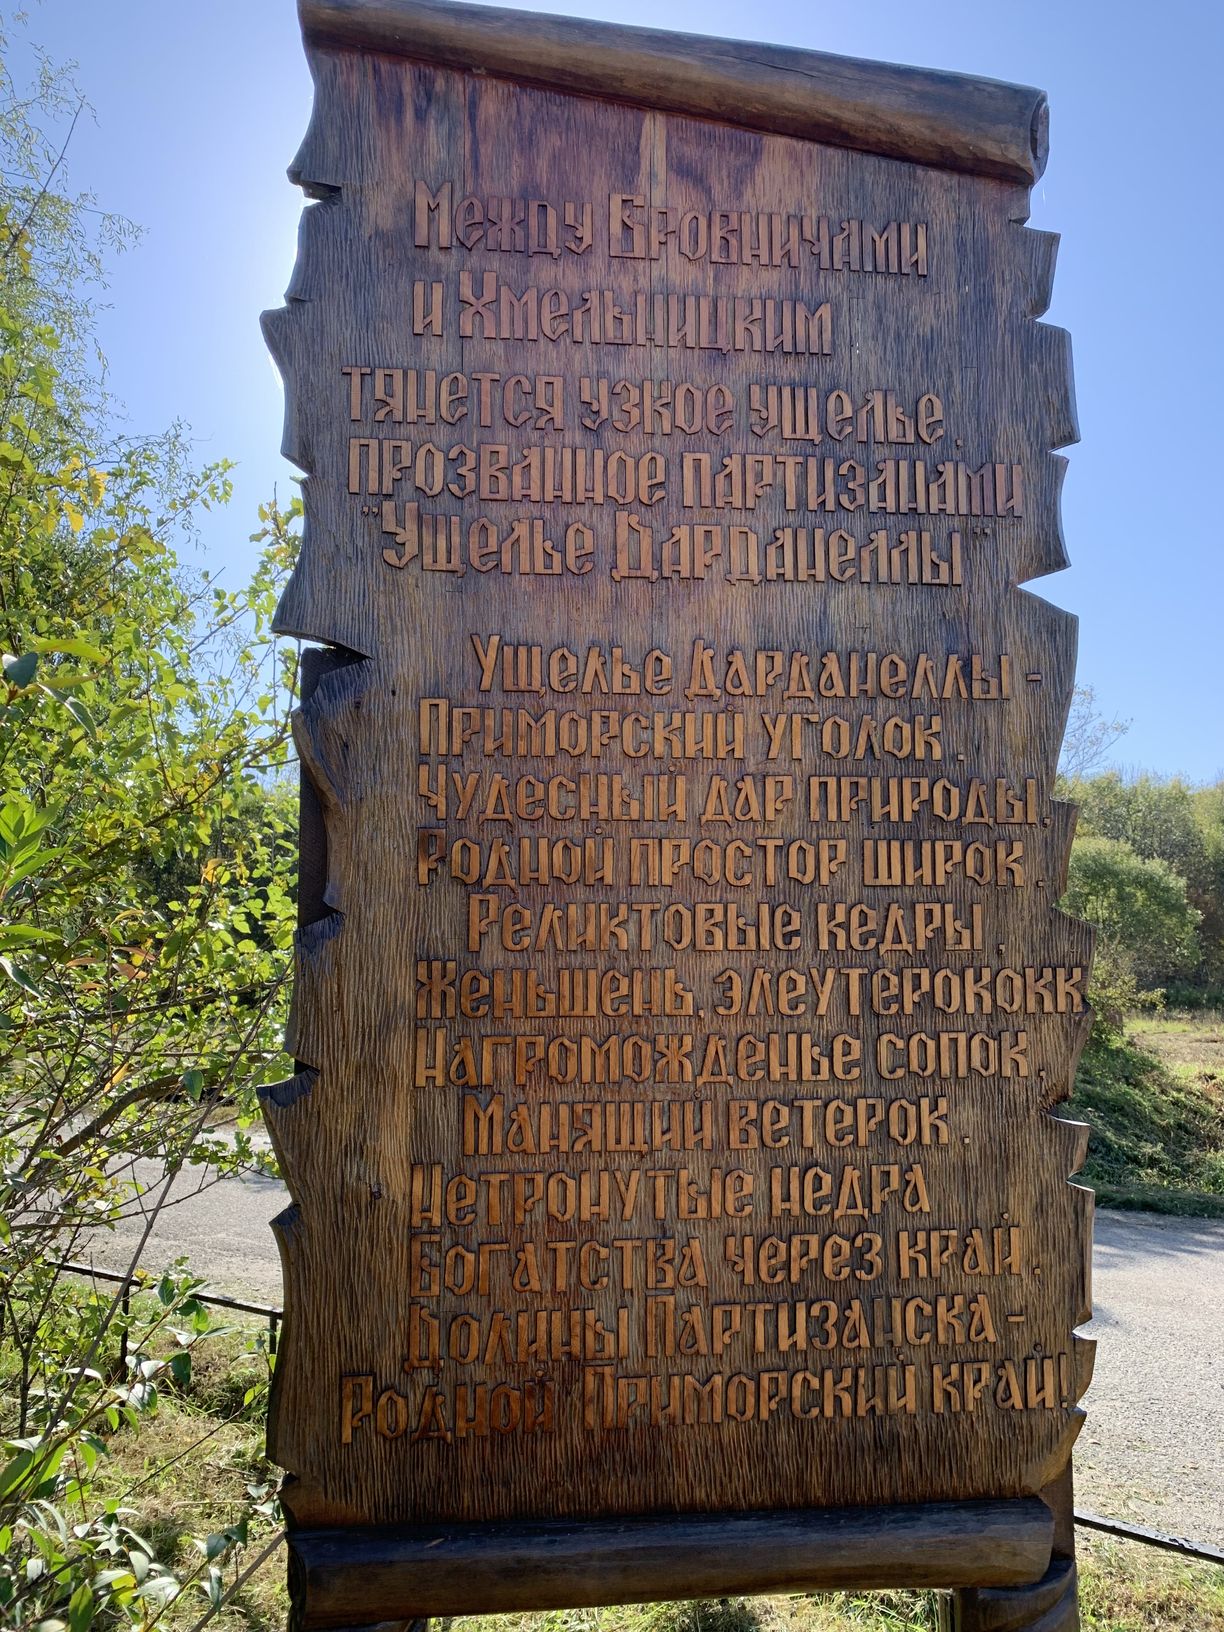 Между Бровничами
и Хмельницким
тянется узкое ущелье,
прозванное партизанами
"Ущелье Дарданеллы"
Ущелье Дарданеллы -
Приморский уголок,
Чудесный дар природы,
Родной простор широк.
Реликтовые кедры,
Женьшень, элеутерококк
Нагроможденье сопок,
Манящий ветерок.
Нетронутые недра
Богатства через край,
Долины Партизанска -
Родной Приморский край!